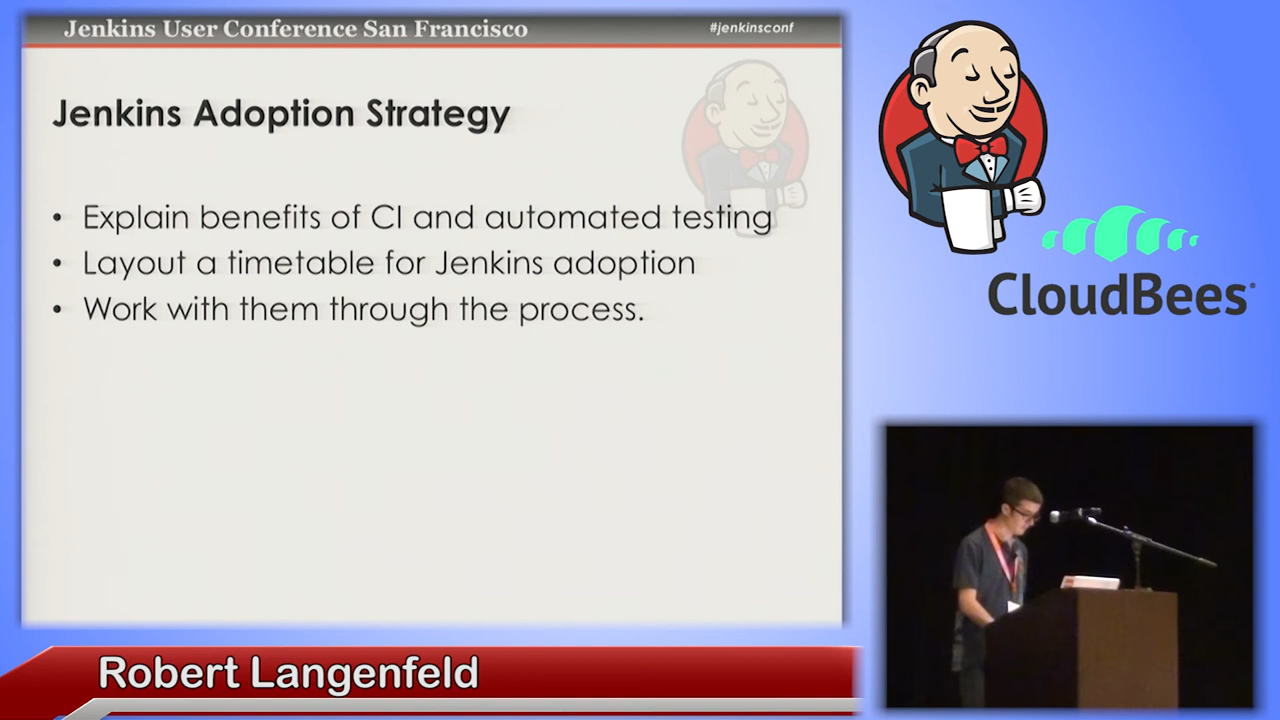 Jenkins User Conference San Francisco
#jenkinsconf
Jenkins Adoption Strategy
• Explain benefits of CI and automated testing
• Layout a timetable for Jenkins adoption
• Work with them through the process.
CloudBees
Robert Langenfeld